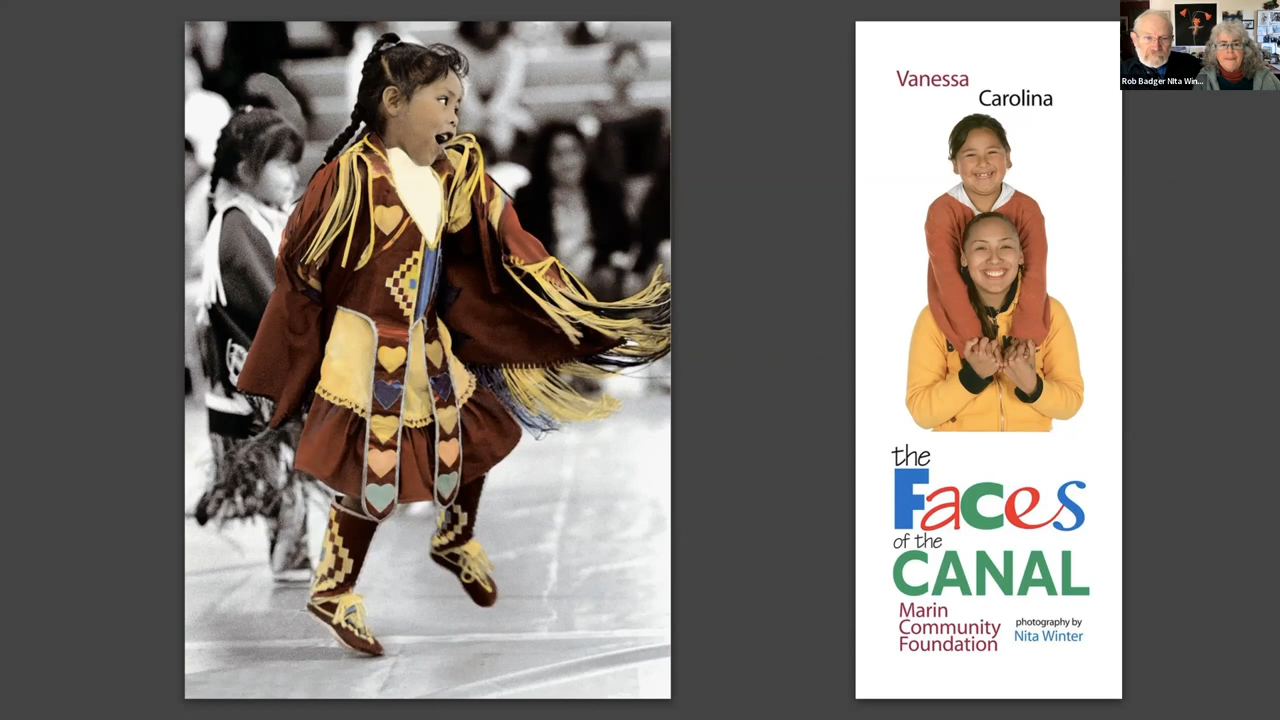 Vanessa
Carolina
the
Faces
of the
CANAL
Marin
Community
Foundation
photography by
Nita Winter
Rob Badger NIta Win...